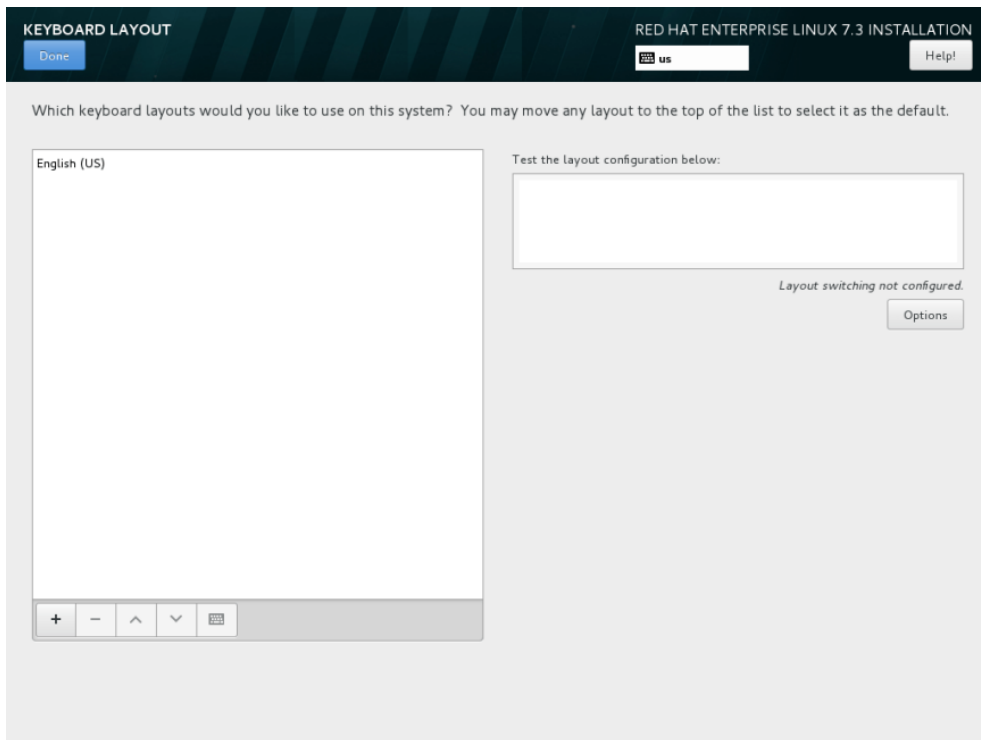 KEYBOARD LAYOUT
RED HAT ENTERPRISE LINUX 7.3 INSTALLATION
Done
us
Help!
Which keyboard layouts would you like to use on this system? You may move any layout to the top of the list to select it as the default.
English (US)
Test the layout configuration below:
Layout switching not configured.
Options